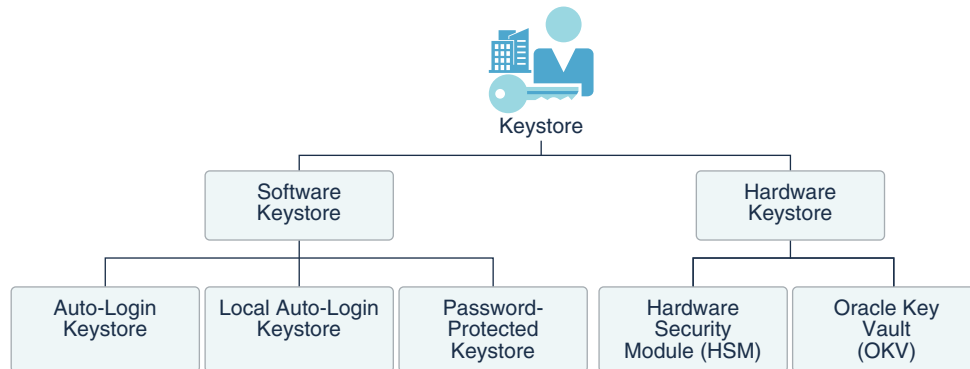 Keystore
Software
Keystore
Hardware
Keystore
Auto-Login
Keystore
Local Auto-Login
Keystore
Password-
Protected
Keystore
Hardware
Security
Module (HSM)
Oracle Key
Vault
(OKV)